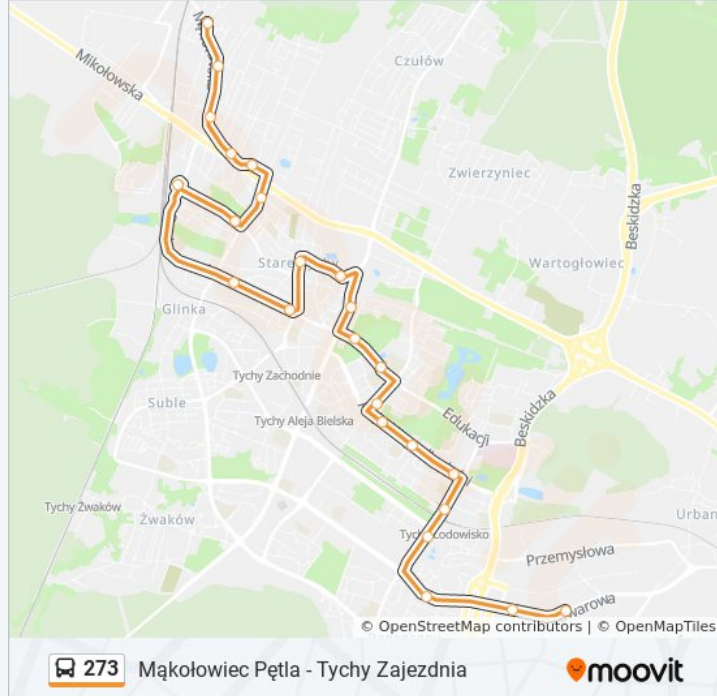 Mikołowska
Czułów
Zwierzyniec
Beskidzka
Wartogłowiec
Glinka
Tychy Zachodnie
Suble
Tychy Aleja Bielska
Edukacji
Beskidzka
Tychy Żwaków
Żwaków
Przemysłowa
© OpenStreetMap contributors | © OpenMapTiles
273 Mąkołowiec Pętla - Tychy Zajezdnia
moovit